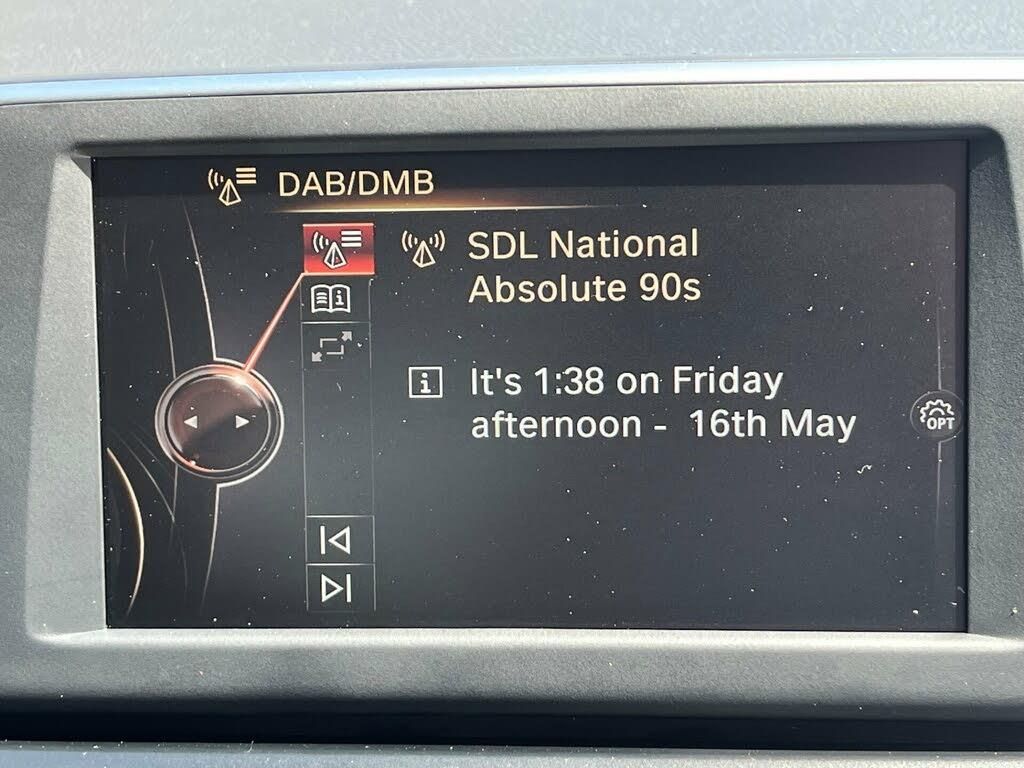 DAB/DMB
SDL National
Absolute 90s
It's 1:38 on Friday
afternoon - 16th May
OPT